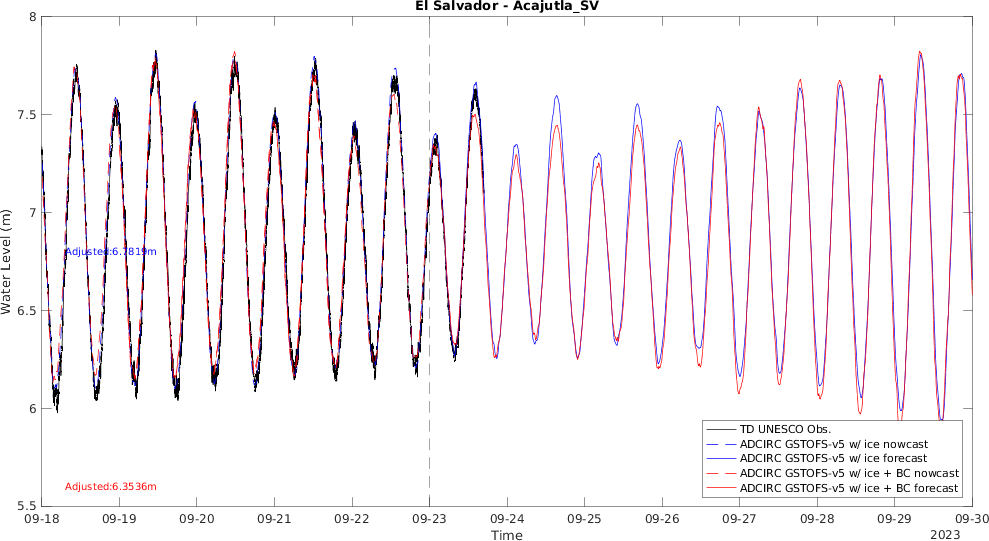 El Salvador - Acajutla_SV
8
7.5
7
6.5
6
5.5
Water Level (m)
Adjusted:6.7819m
Adjusted:6.3536m
TD UNESCO Obs.
ADCIRC GSTOFS-v5 w/ ice nowcast
ADCIRC GSTOFS-v5 w/ ice forecast
ADCIRC GSTOFS-v5 w/ ice + BC nowcast
ADCIRC GSTOFS-v5 w/ ice + BC forecast
09-18 09-19 09-20 09-21 09-22 09-23 09-24 09-25 09-26 09-27 09-28 09-29 09-30
Time
2023